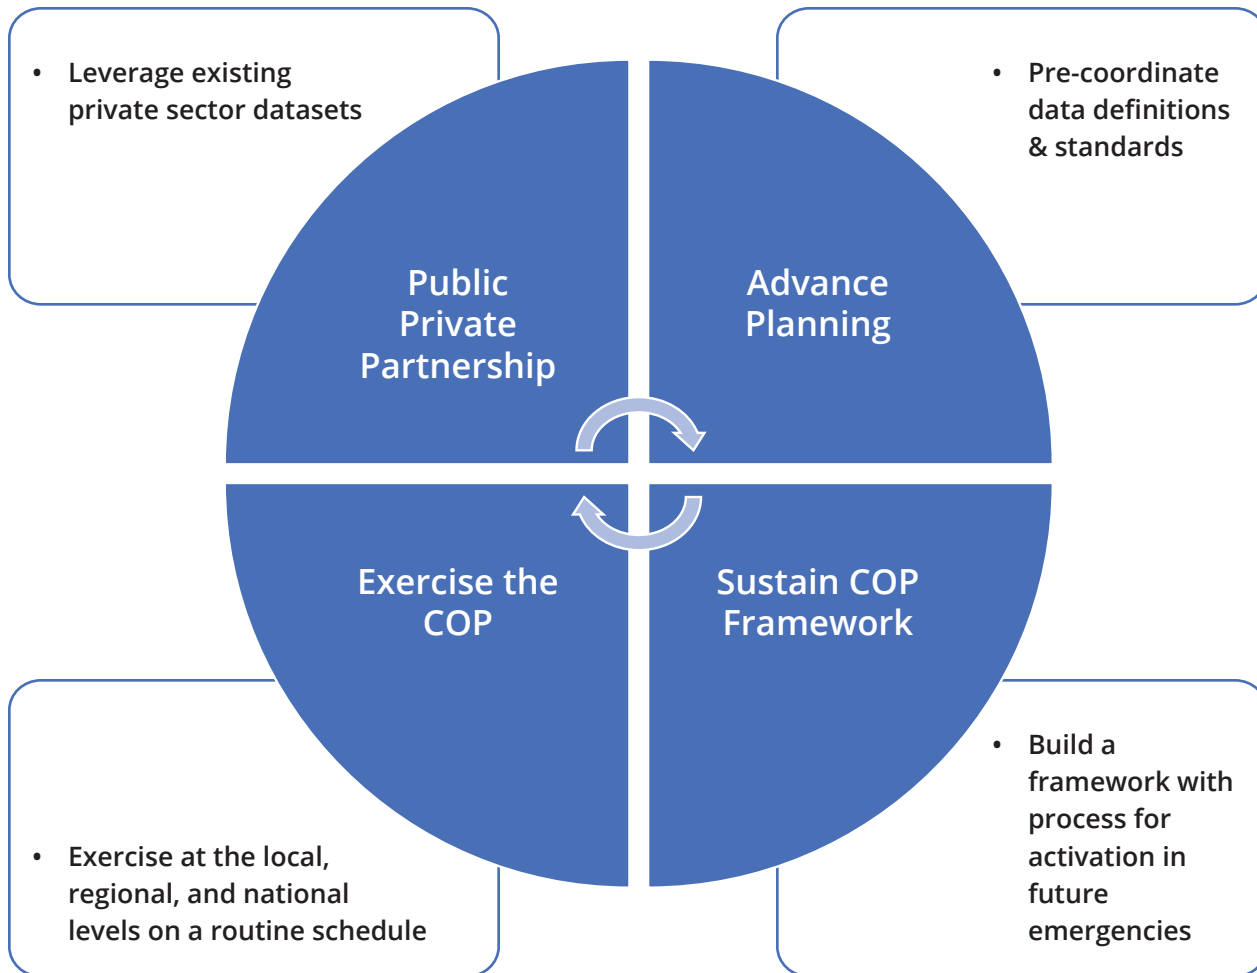 • Leverage existing
private sector datasets
• Pre-coordinate
data definitions
& standards
Public
Private
Partnership
Advance
Planning
Exercise the
COP
Sustain COP
Framework
• Exercise at the local,
regional, and national
levels on a routine schedule
• Build a
framework with
process for
activation in
future
emergencies